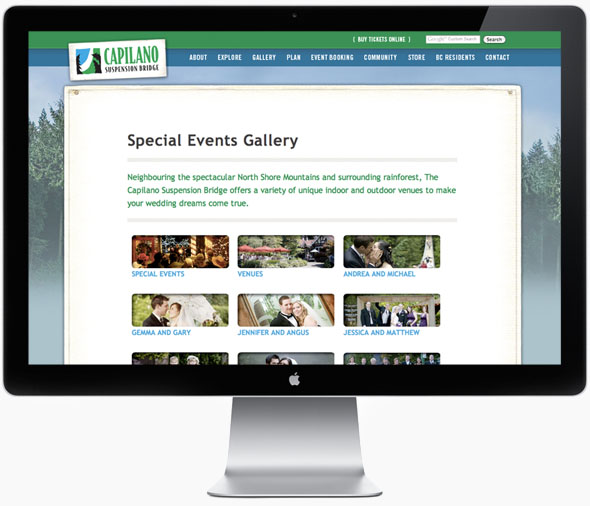 ( BUY TICKETS ONLINE )
Google™ Custom Search
Search
CAPILANO
SUSPENSION BRIDGE
ABOUT EXPLORE GALLERY PLAN EVENT BOOKING COMMUNITY STORE BC RESIDENTS CONTACT
Special Events Gallery
Neighbouring the spectacular North Shore Mountains and surrounding rainforest, The
Capilano Suspension Bridge offers a variety of unique indoor and outdoor venues to make
your wedding dreams come true.
SPECIAL EVENTS
VENUES
ANDREA AND MICHAEL
GEMMA AND GARY
JENNIFER AND ANGUS
JESSICA AND MATTHEW